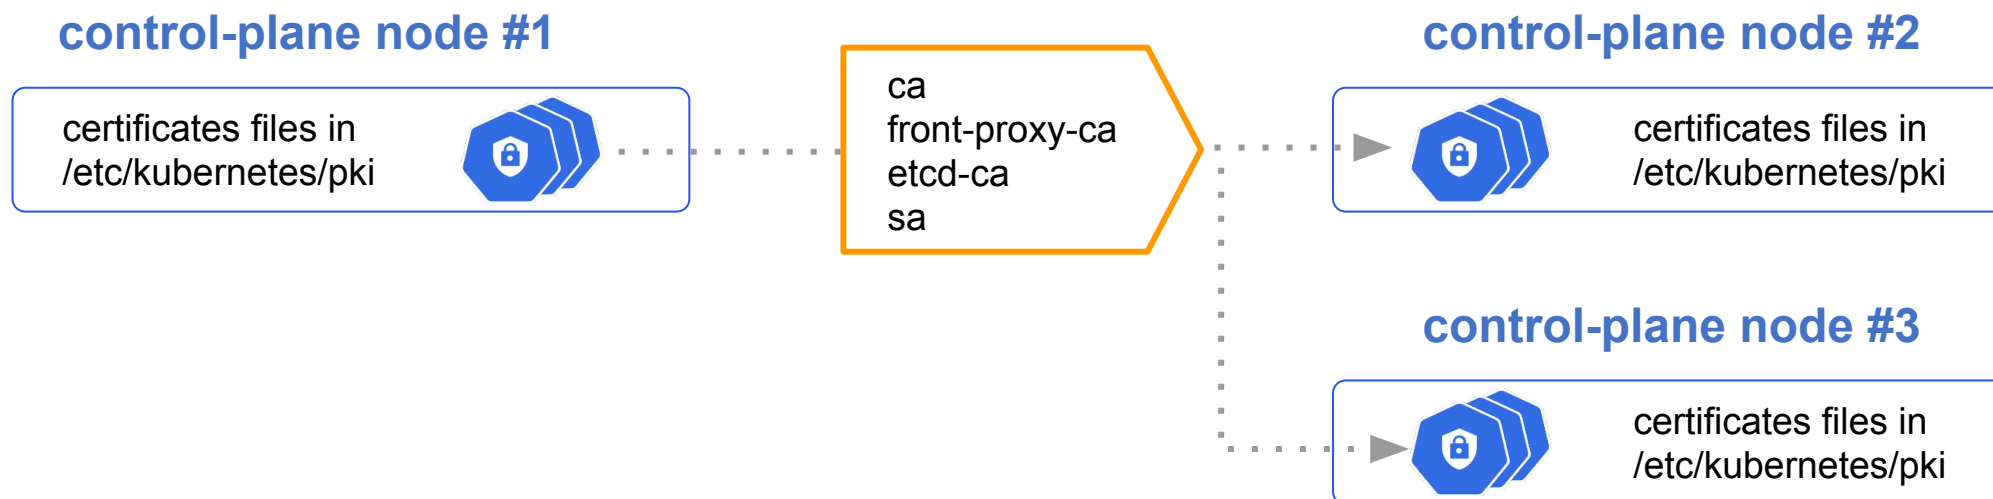 control-plane node #1
certificates files in
/etc/kubernetes/pki
ca
front-proxy-ca
etcd-ca
sa
control-plane node #2
certificates files in
/etc/kubernetes/pki
control-plane node #3
certificates files in
/etc/kubernetes/pki